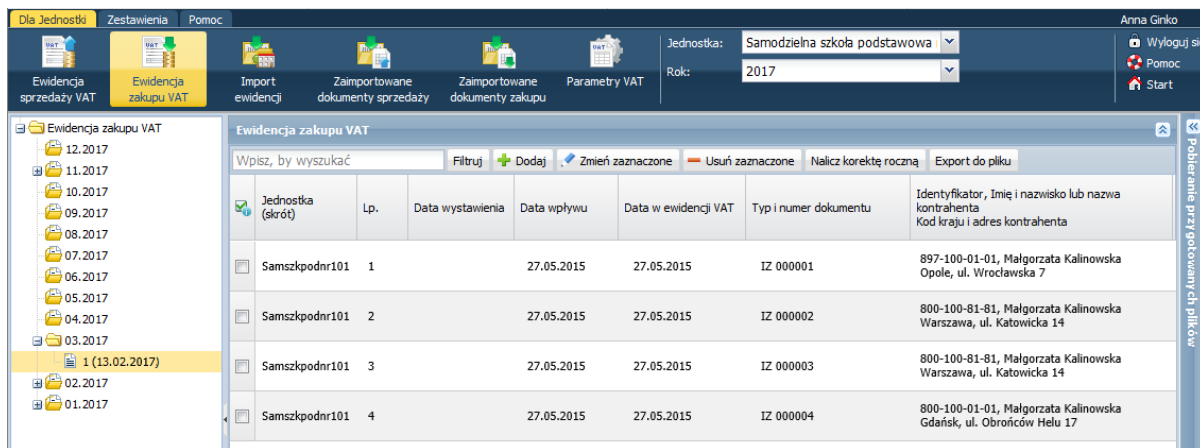 Dla Jednostki Zestawienia Pomoc Anna Ginko
Ewidencja sprzedaży VAT
Ewidencja zakupu VAT
Import ewidencji
Zaimportowane dokumenty sprzedaży
Zaimportowane dokumenty zakupu
Parametry VAT
Jednostka: Samodzielna szkoła podstawowa
Rok: 2017
Wyloguj się
Pomoc
Start
Ewidencja zakupu VAT
12.2017
11.2017
10.2017
09.2017
08.2017
07.2017
06.2017
05.2017
04.2017
03.2017
1 (13.02.2017)
02.2017
01.2017
Ewidencja zakupu VAT
Wpisz, by wyszukać Filtruj Dodaj Zmień zaznaczone Usuń zaznaczone Nalicz korektę roczną Export do pliku
Jednostka (skrót) Lp. Data wystawienia Data wpływu Data w ewidencji VAT Typ i numer dokumentu Identyfikator, Imię i nazwisko lub nazwa
kontrahenta
Kod kraju i adres kontrahenta
Samszkpodnr101 1 27.05.2015 27.05.2015 IZ 000001 897-100-01-01, Małgorzata Kalinowska
Opole, ul. Wrocławska 7
Samszkpodnr101 2 27.05.2015 27.05.2015 IZ 000002 800-100-81-81, Małgorzata Kalinowska
Warszawa, ul. Katowicka 14
Samszkpodnr101 3 27.05.2015 27.05.2015 IZ 000003 800-100-81-81, Małgorzata Kalinowska
Warszawa, ul. Katowicka 14
Samszkpodnr101 4 27.05.2015 27.05.2015 IZ 000004 800-100-01-01, Małgorzata Kalinowska
Gdańsk, ul. Obrońców Helu 17
Pobieranie przygotowanych plików